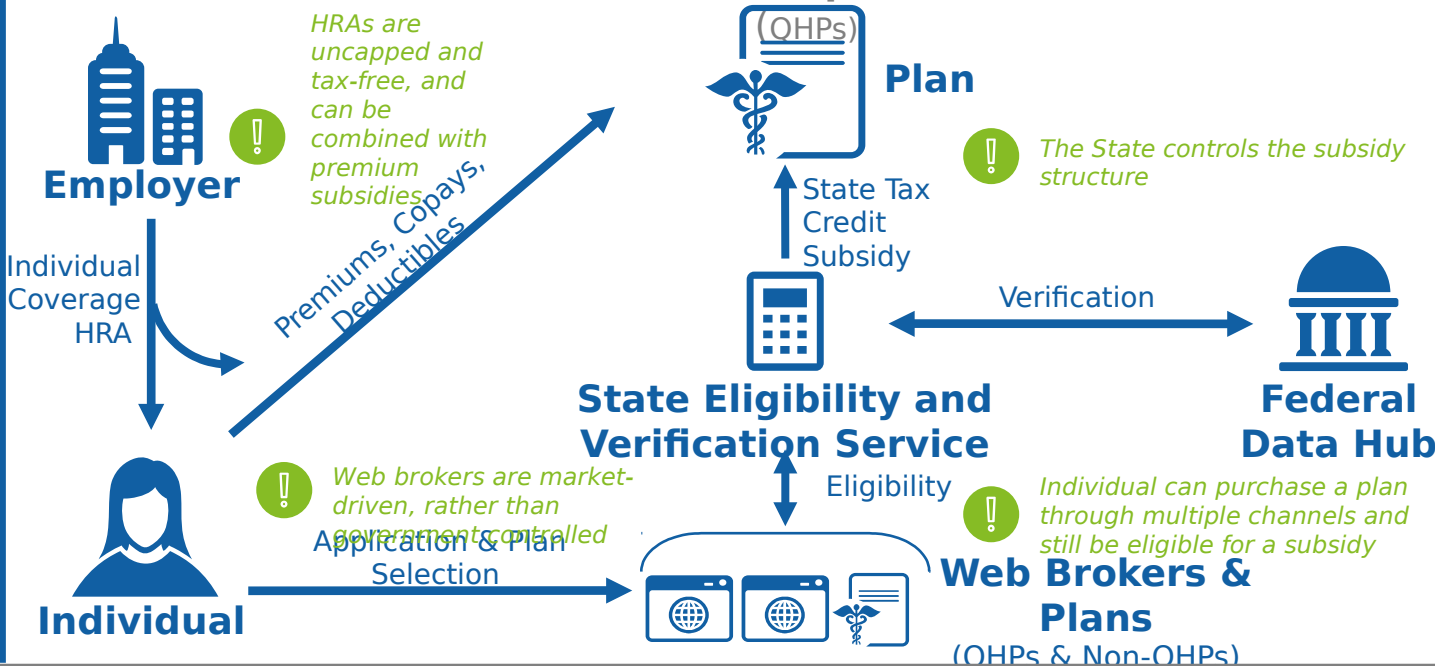 HRAs are
uncapped and
tax-free, and
can be
combined with
premium
subsidies
Employer
(QHPs)
Plan
The State controls the subsidy
structure
State Tax
Credit
Subsidy
Premiums, Copays,
Deductibles
Individual
Coverage
HRA
Verification
State Eligibility and
Verification Service
Federal
Data Hub
Web brokers are market-
driven, rather than
government controlled
Eligibility
Individual can purchase a plan
through multiple channels and
still be eligible for a subsidy
Application & Plan
Selection
Individual
Web Brokers &
Plans
(QHPs & Non-QHPs)